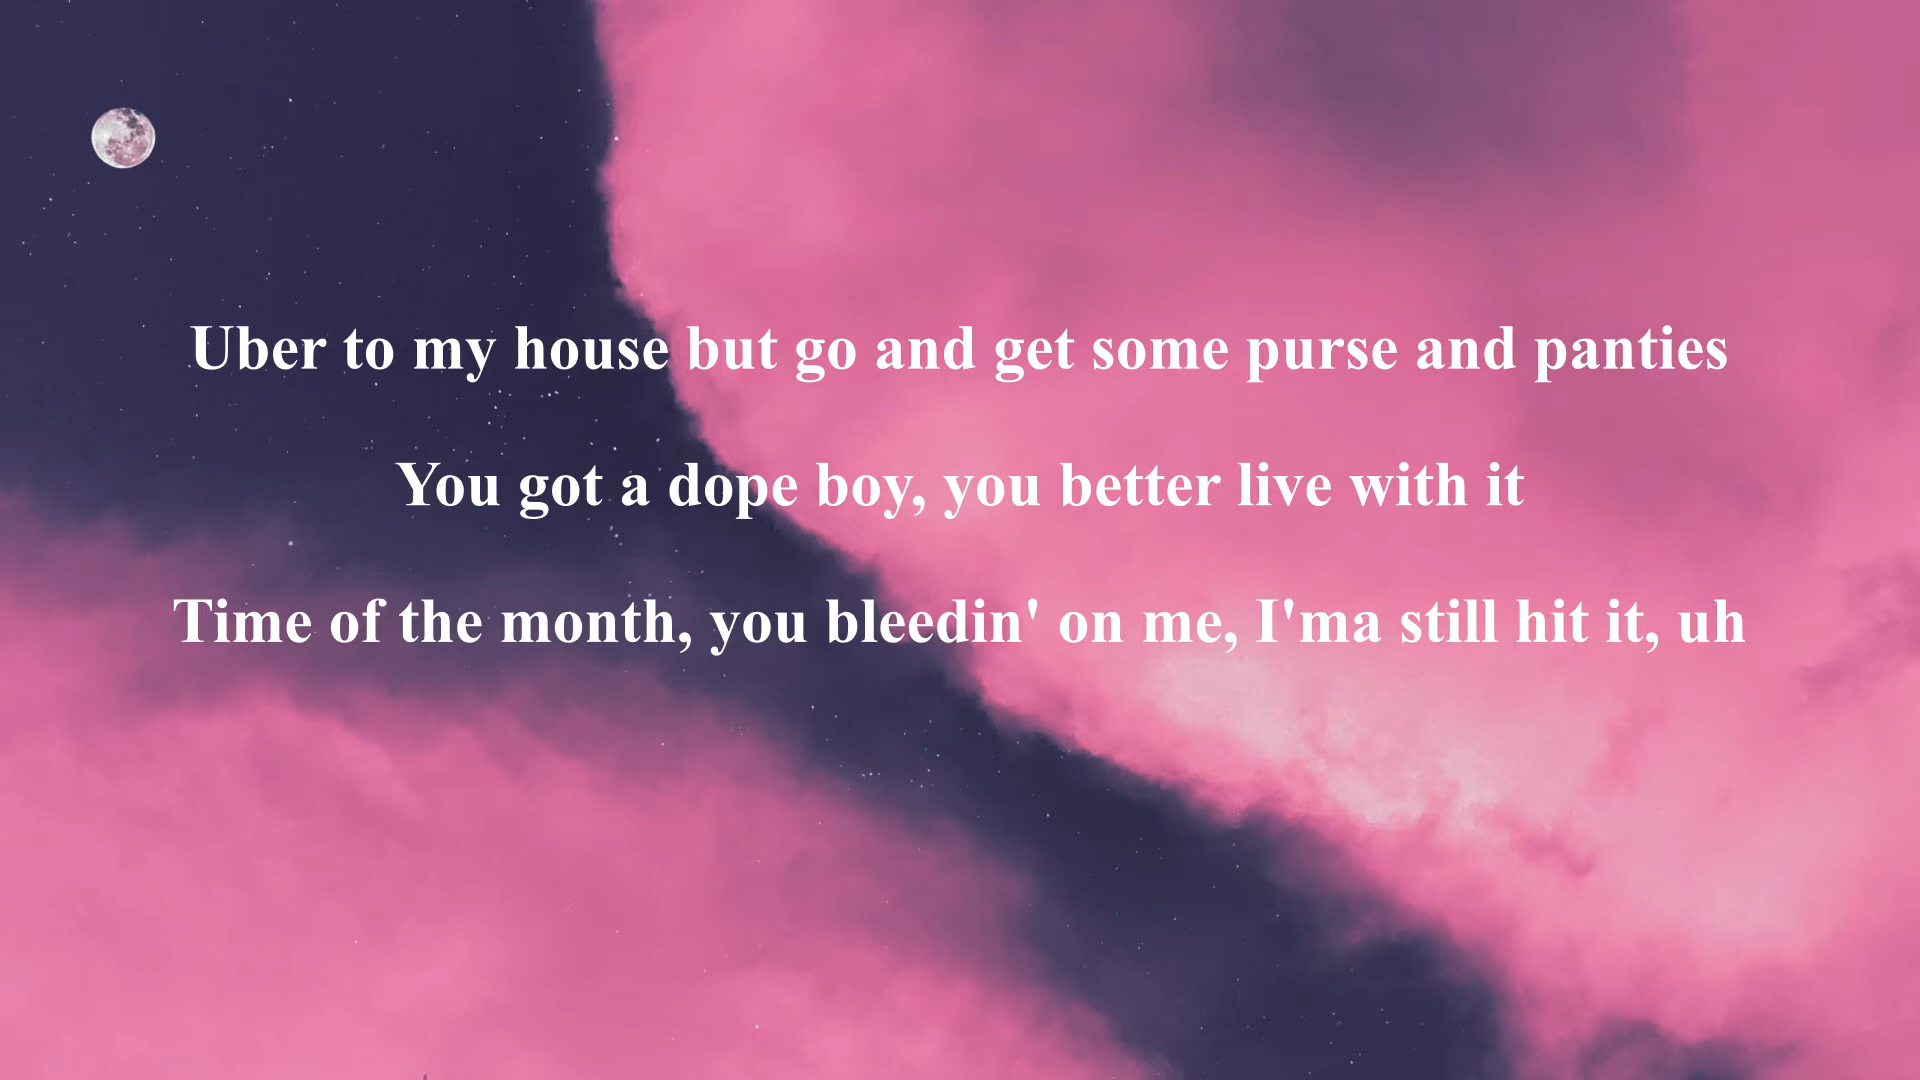 Uber to my house but go and get some purse and panties
You got a dope boy, you better live with it
Time of the month, you bleedin' on me, I'ma still hit it, uh